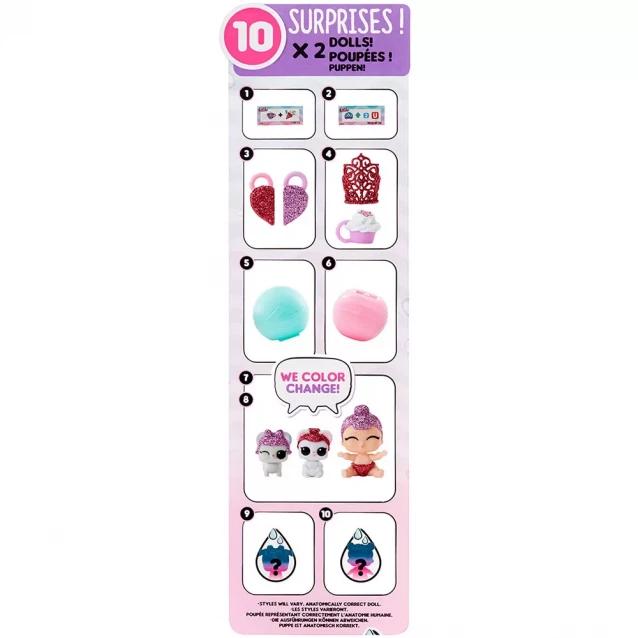 10 SURPRISES!
X 2 DOLLS!
POUPÉES !
PUPPEN!
1
2
3
4
5
6
7
WE COLOR
CHANGE!
8
9
10
?
?
•STYLES WILL VARY. ANATOMICALLY CORRECT DOLL.
•LES STYLES VARIERONT.
POUPÉE REPRÉSENTANT CORRECTEMENT L'ANATOMIE HUMAINE.
•DIE AUSFÜHRUNGEN KÖNNEN ABWEICHEN.
PUPPE IST ANATOMISCH KORREKT.